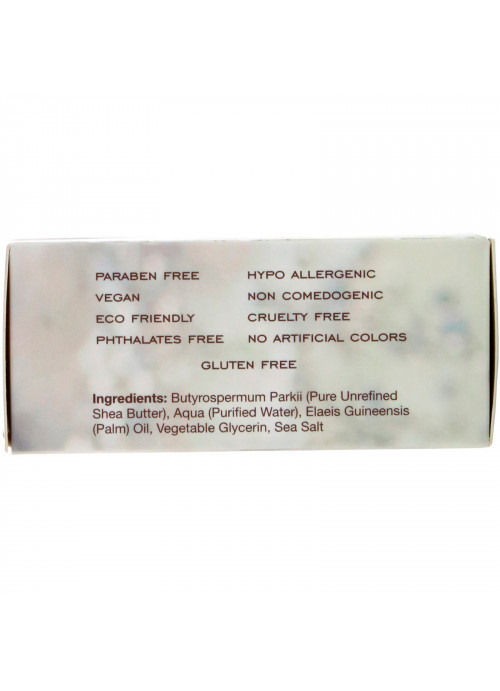 PARABEN FREE HYPO ALLERGENIC
VEGAN NON COMEDOGENIC
ECO FRIENDLY CRUELTY FREE
PHTHALATES FREE NO ARTIFICIAL COLORS
GLUTEN FREE
Ingredients: Butyrospermum Parkii (Pure Unrefined
Shea Butter), Aqua (Purified Water), Elaeis Guineensis
(Palm) Oil, Vegetable Glycerin, Sea Salt